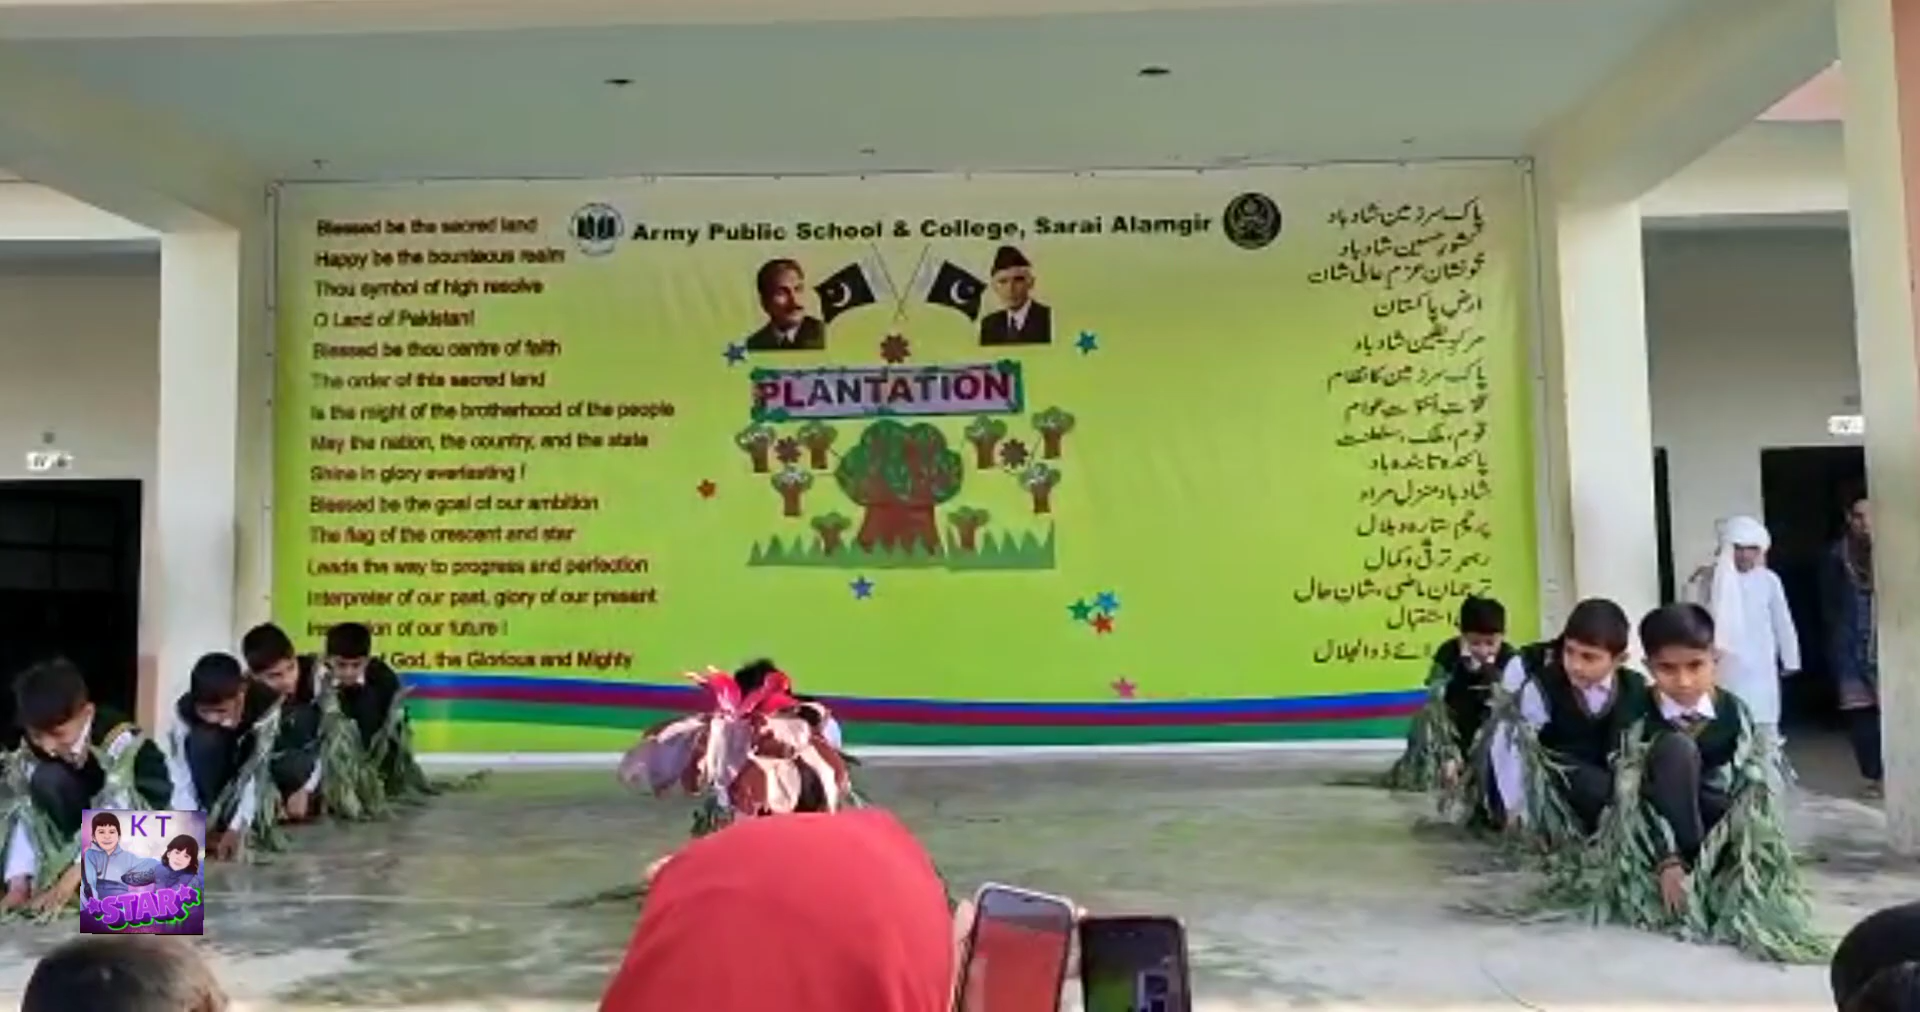 Army Public School & College, Sarai Alamgir
Blessed be the sacred land
Happy be the bounteous realm
Thou symbol of high resolve
O Land of Pakistan!
Blessed be thou centre of faith
The order of this sacred land
Is the might of the brotherhood of the people
May the nation, the country, and the state
Shine in glory everlasting !
Blessed be the goal of our ambition
The flag of the crescent and star
Leads the way to progress and perfection
Interpreter of our past, glory of our present
of our future !
God, the Glorious and Mighty
PLANTATION
پاک سر زمین شاد باد
کشور حسین شاد باد
تو نشان عزم عالی شان
ارض پاکستان
مرکز یقین شاد باد
پاک سر زمین کا نظام
قوت اخوت عوام
قوم، ملک، سلطنت
پائندہ تابندہ باد
شاد باد منزل مراد
پرچم ستارہ و ہلال
رہبر ترقی و کمال
ترجمان ماضی، شان حال
استقبال
ذوالجلال
K T
STAR